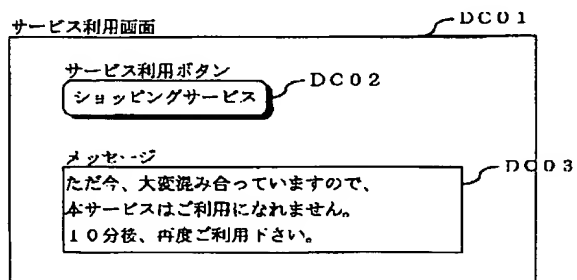 サービス利用画面
DC01
サービス利用ボタン
ショッピングサービス
DC02
メッセージ
ただ今、大変混み合っていますので、
本サービスはご利用になれません。
10分後、再度ご利用下さい。
DC03